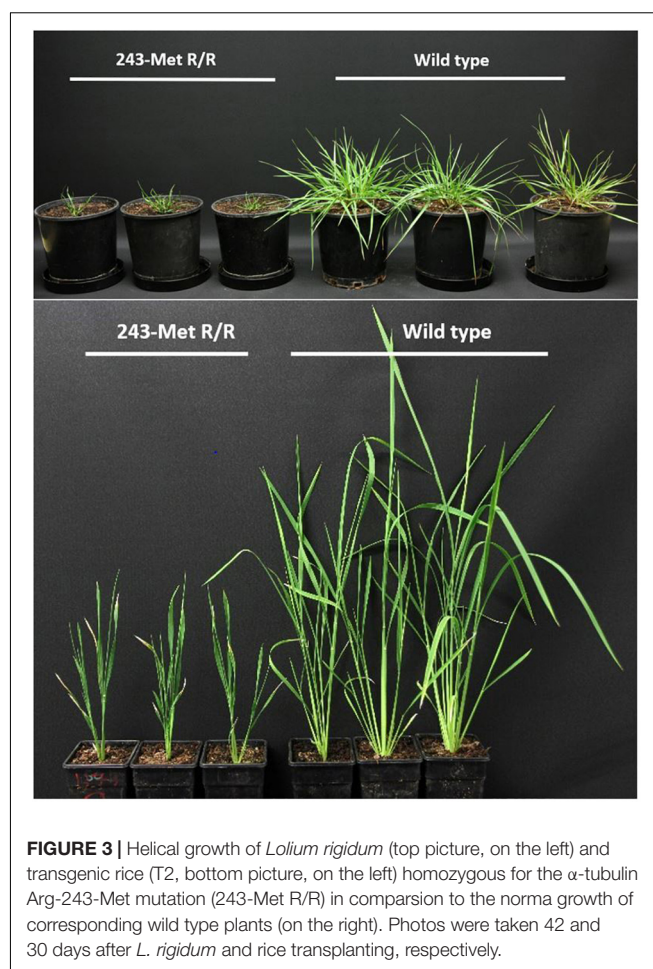 243-Met R/R
Wild type
243-Met R/R
Wild type
FIGURE 3 | Helical growth of Lolium rigidum (top picture, on the left) and
transgenic rice (T2, bottom picture, on the left) homozygous for the α-tubulin
Arg-243-Met mutation (243-Met R/R) in comparsion to the norma growth of
corresponding wild type plants (on the right). Photos were taken 42 and
30 days after L. rigidum and rice transplanting, respectively.